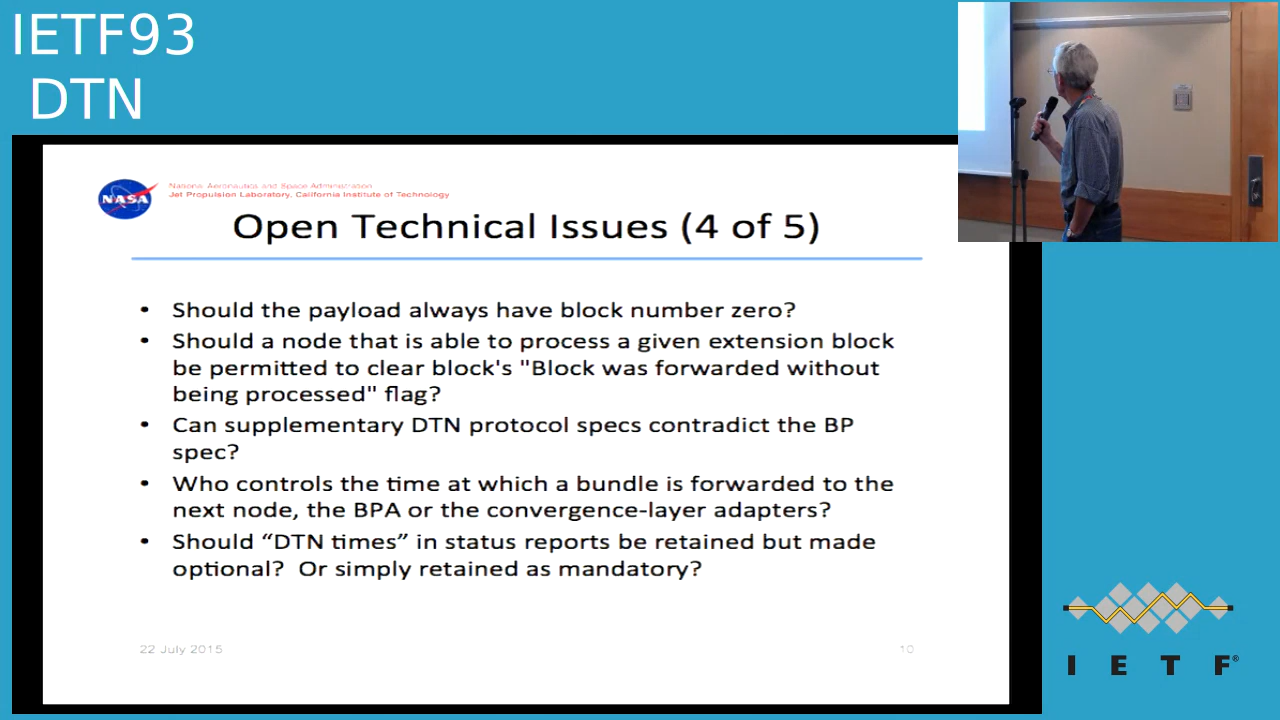 IETF93
DTN
NASA
National Aeronautics and Space Administration
Jet Propulsion Laboratory, California Institute of Technology
Open Technical Issues (4 of 5)
• Should the payload always have block number zero?
• Should a node that is able to process a given extension block
be permitted to clear block's "Block was forwarded without
being processed" flag?
• Can supplementary DTN protocol specs contradict the BP
spec?
• Who controls the time at which a bundle is forwarded to the
next node, the BPA or the convergence-layer adapters?
• Should “DTN times” in status reports be retained but made
optional?  Or simply retained as mandatory?
22 July 2015
10
I E T F®